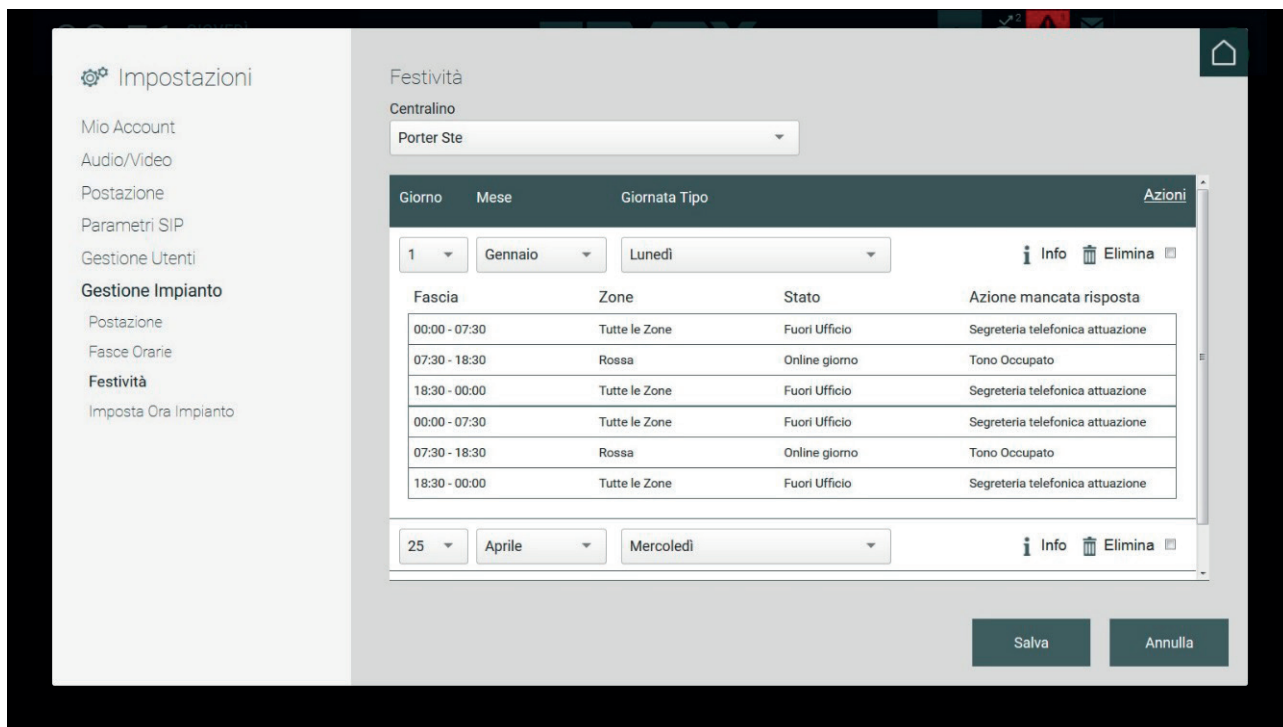 Impostazioni
Mio Account
Audio/Video
Postazione
Parametri SIP
Gestione Utenti
Gestione Impianto
Postazione
Fasce Orarie
Festività
Imposta Ora Impianto
Festività
Centralino
Porter Ste
Giorno Mese Giornata Tipo Azioni
1 Gennaio Lunedì Info Elimina
Fascia Zone Stato Azione mancata risposta
00:00 - 07:30 Tutte le Zone Fuori Ufficio Segreteria telefonica attuazione
07:30 - 18:30 Rossa Online giorno Tono Occupato
18:30 - 00:00 Tutte le Zone Fuori Ufficio Segreteria telefonica attuazione
00:00 - 07:30 Tutte le Zone Fuori Ufficio Segreteria telefonica attuazione
07:30 - 18:30 Rossa Online giorno Tono Occupato
18:30 - 00:00 Tutte le Zone Fuori Ufficio Segreteria telefonica attuazione
25 Aprile Mercoledì Info Elimina
Salva Annulla